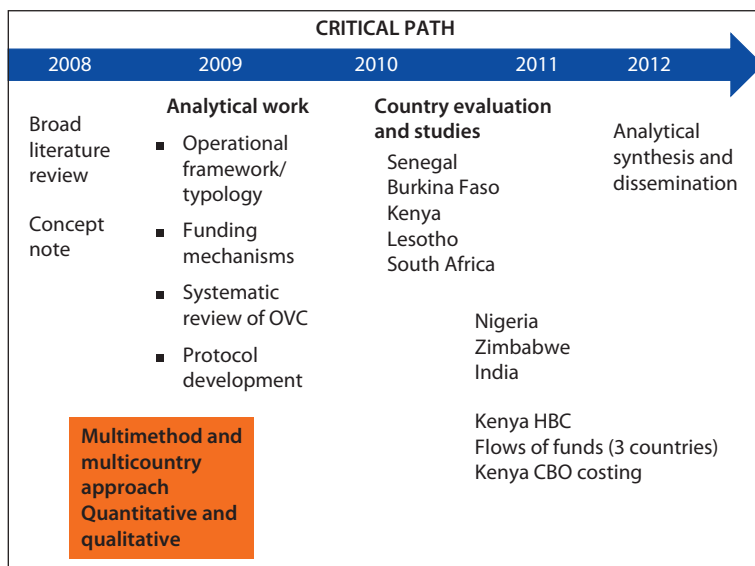 CRITICAL PATH
2008 2009 2010 2011 2012
Broad
literature
review
Concept
note
Analytical work
▪ Operational
framework/
typology
▪ Funding
mechanisms
▪ Systematic
review of OVC
▪ Protocol
development
Country evaluation
and studies
Senegal
Burkina Faso
Kenya
Lesotho
South Africa
Nigeria
Zimbabwe
India
Kenya HBC
Flows of funds (3 countries)
Kenya CBO costing
Analytical
synthesis and
dissemination
Multimethod and
multicountry
approach
Quantitative and
qualitative